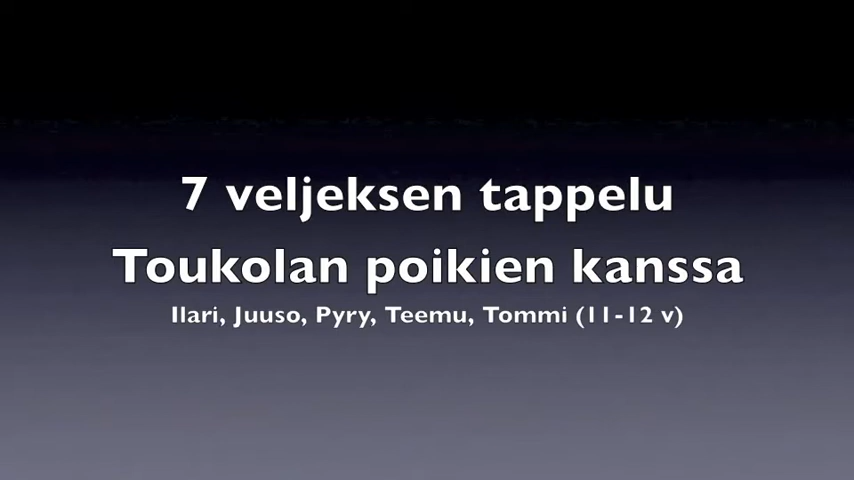 7 veljeksen tappelu
Toukolan poikien kanssa
Ilari, Juuso, Pyry, Teemu, Tommi (11-12 v)